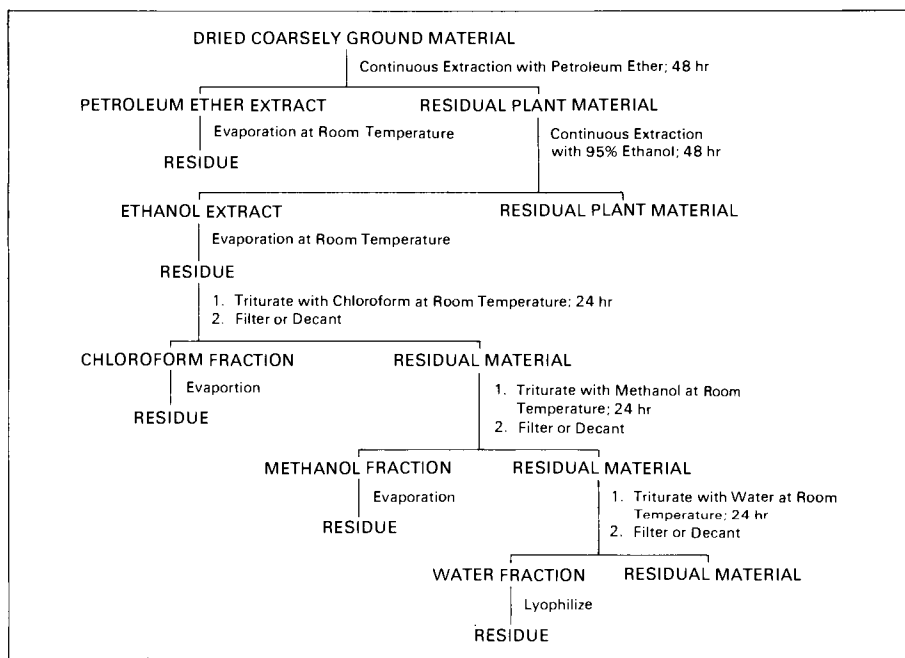 DRIED COARSELY GROUND MATERIAL
Continuous Extraction with Petroleum Ether; 48 hr
PETROLEUM ETHER EXTRACT
RESIDUAL PLANT MATERIAL
Evaporation at Room Temperature
Continuous Extraction
with 95% Ethanol; 48 hr
RESIDUE
ETHANOL EXTRACT
RESIDUAL PLANT MATERIAL
Evaporation at Room Temperature
RESIDUE
1. Triturate with Chloroform at Room Temperature; 24 hr
2. Filter or Decant
CHLOROFORM FRACTION
RESIDUAL MATERIAL
Evaportion
1. Triturate with Methanol at Room
Temperature; 24 hr
2. Filter or Decant
RESIDUE
METHANOL FRACTION
RESIDUAL MATERIAL
Evaporation
1. Triturate with Water at Room
Temperature; 24 hr
2. Filter or Decant
RESIDUE
WATER FRACTION
RESIDUAL MATERIAL
Lyophilize
RESIDUE